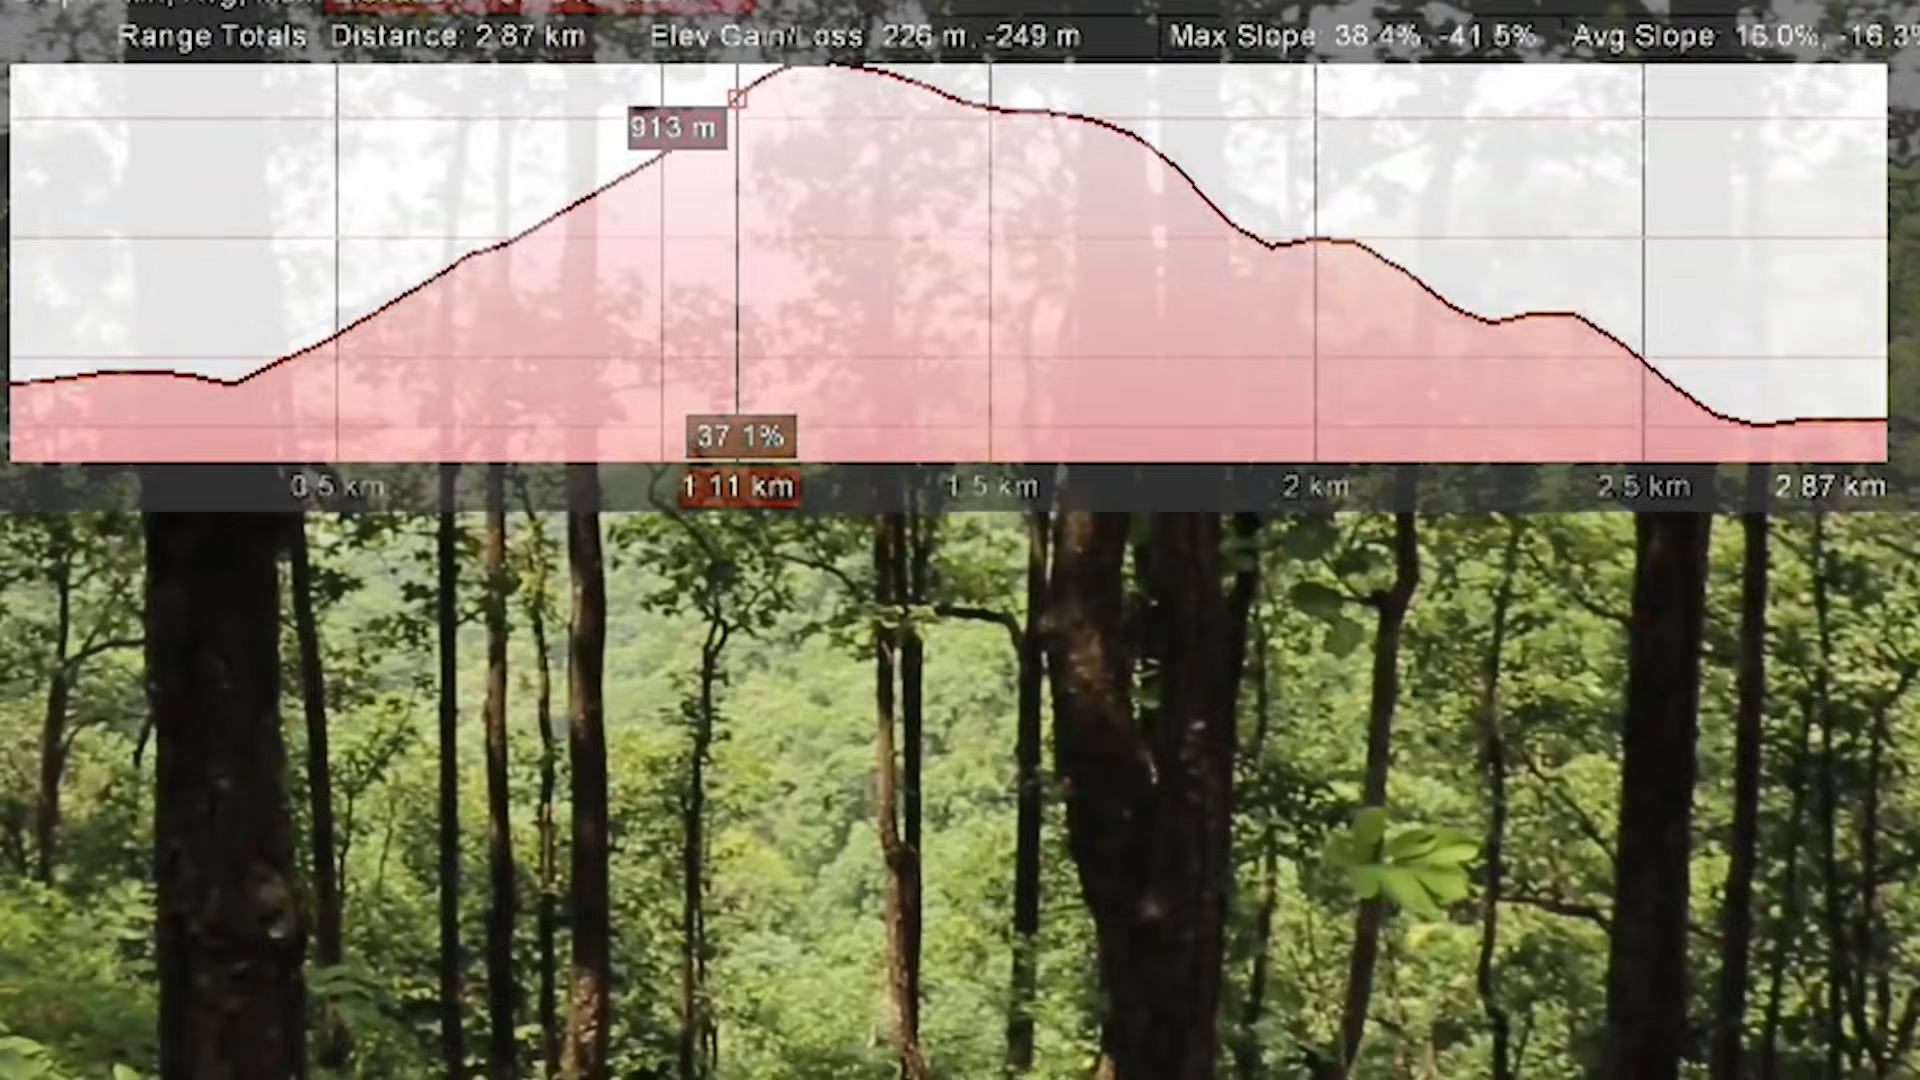 Range Totals Distance: 2.87 km Elev Gain/Loss 226 m, -249 m Max Slope 38.4%, -41.5% Avg Slope 16.0%, -16.3%
913 m
37 1%
0 5 km 1 11 km 1 5 km 2 km 2.5 km 2.87 km